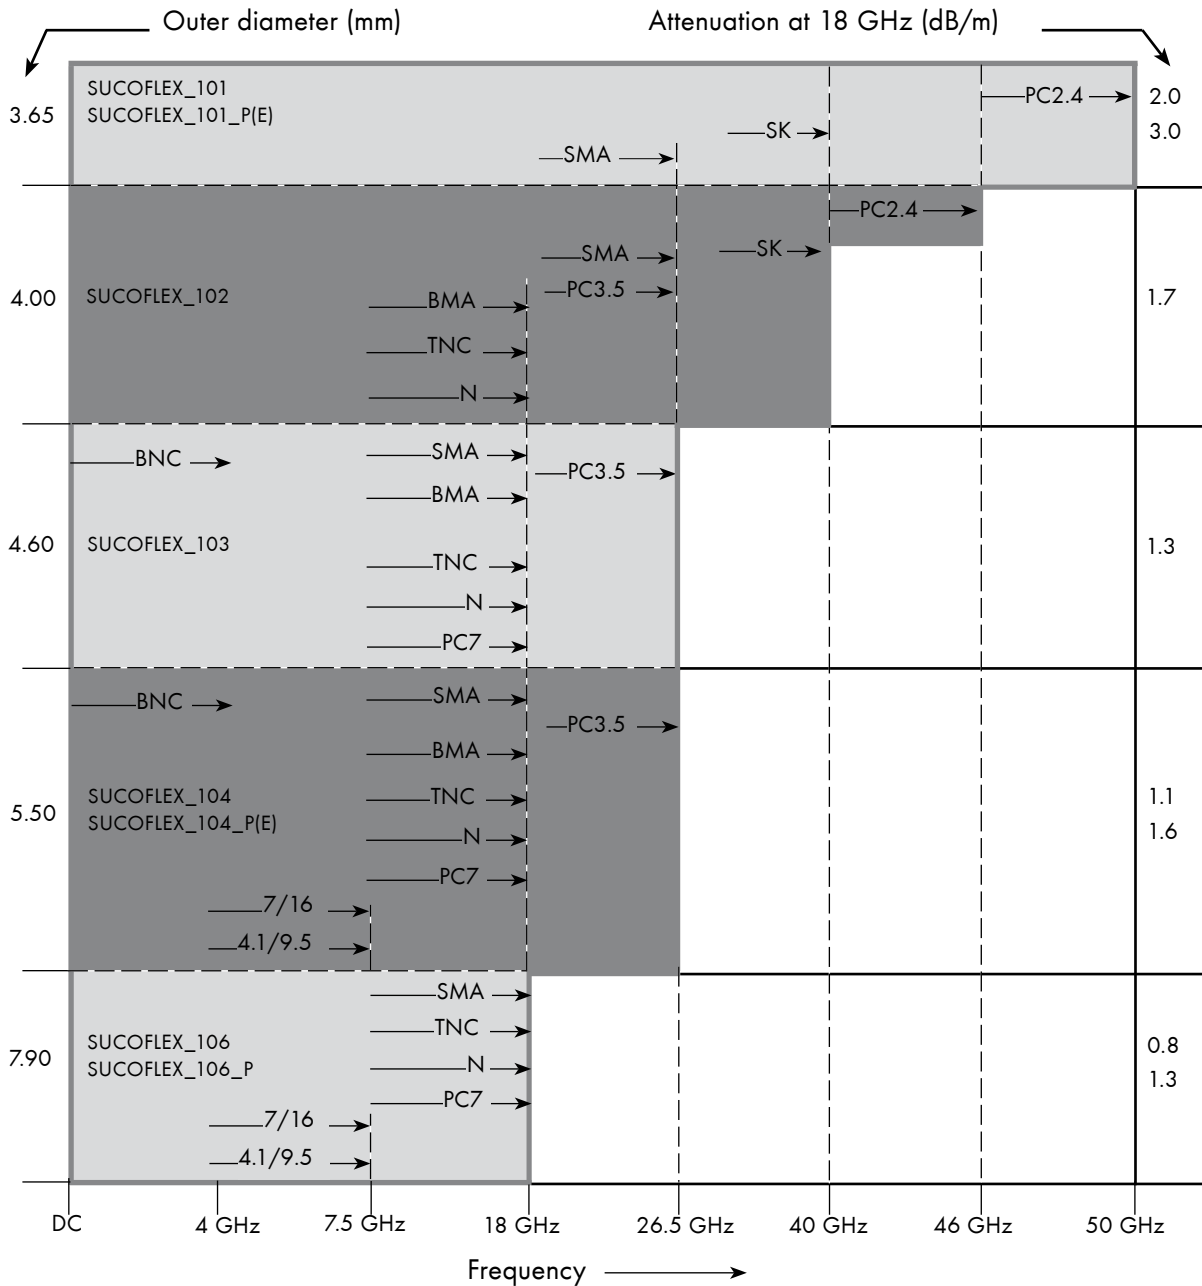 Outer diameter (mm)
Attenuation at 18 GHz (dB/m)
3.65
SUCOFLEX_101
SUCOFLEX_101_P(E)
PC2.4
SK
SMA
2.0
3.0
4.00
SUCOFLEX_102
PC2.4
SMA
SK
PC3.5
BMA
TNC
N
1.7
4.60
SUCOFLEX_103
BNC
SMA
PC3.5
BMA
TNC
N
PC7
1.3
5.50
SUCOFLEX_104
SUCOFLEX_104_P(E)
BNC
SMA
PC3.5
BMA
TNC
N
PC7
7/16
4.1/9.5
1.1
1.6
7.90
SUCOFLEX_106
SUCOFLEX_106_P
SMA
TNC
N
PC7
7/16
4.1/9.5
0.8
1.3
DC
4 GHz
7.5 GHz
18 GHz
26.5 GHz
40 GHz
46 GHz
50 GHz
Frequency